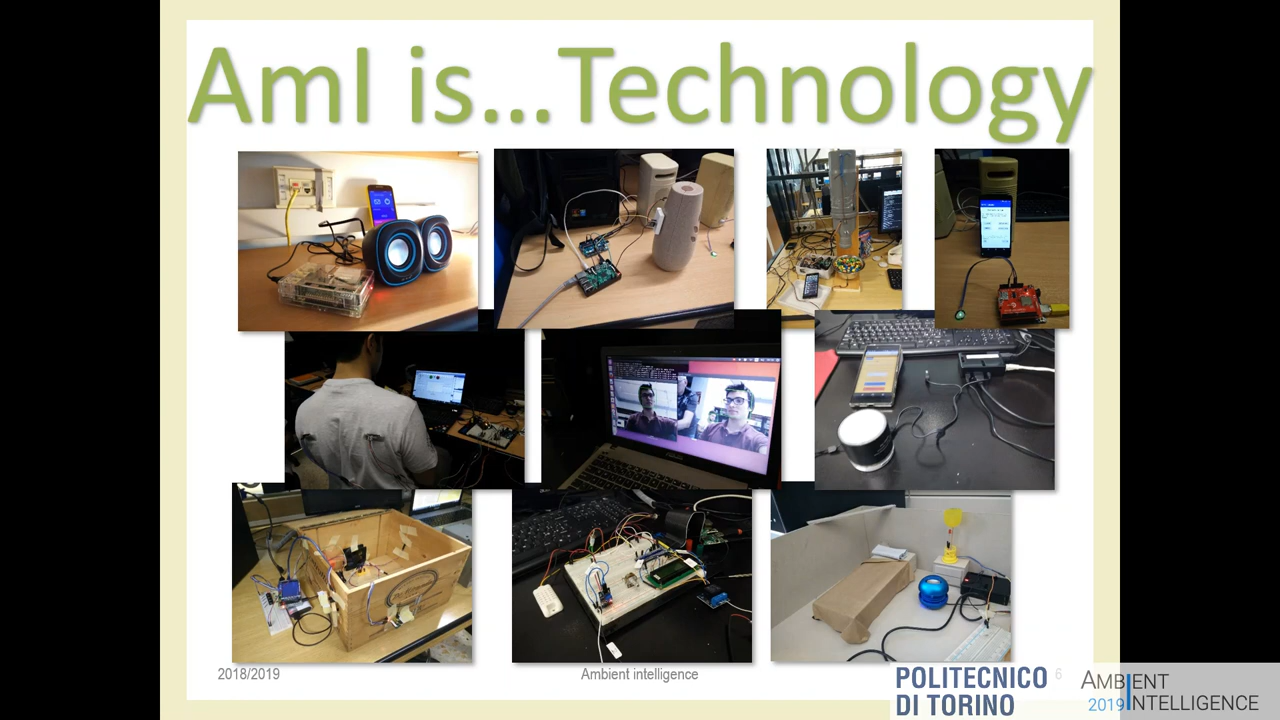 AmI is...Technology
2018/2019
Ambient intelligence
6
POLITECNICO
DI TORINO
AMBIENT
2019 INTELLIGENCE